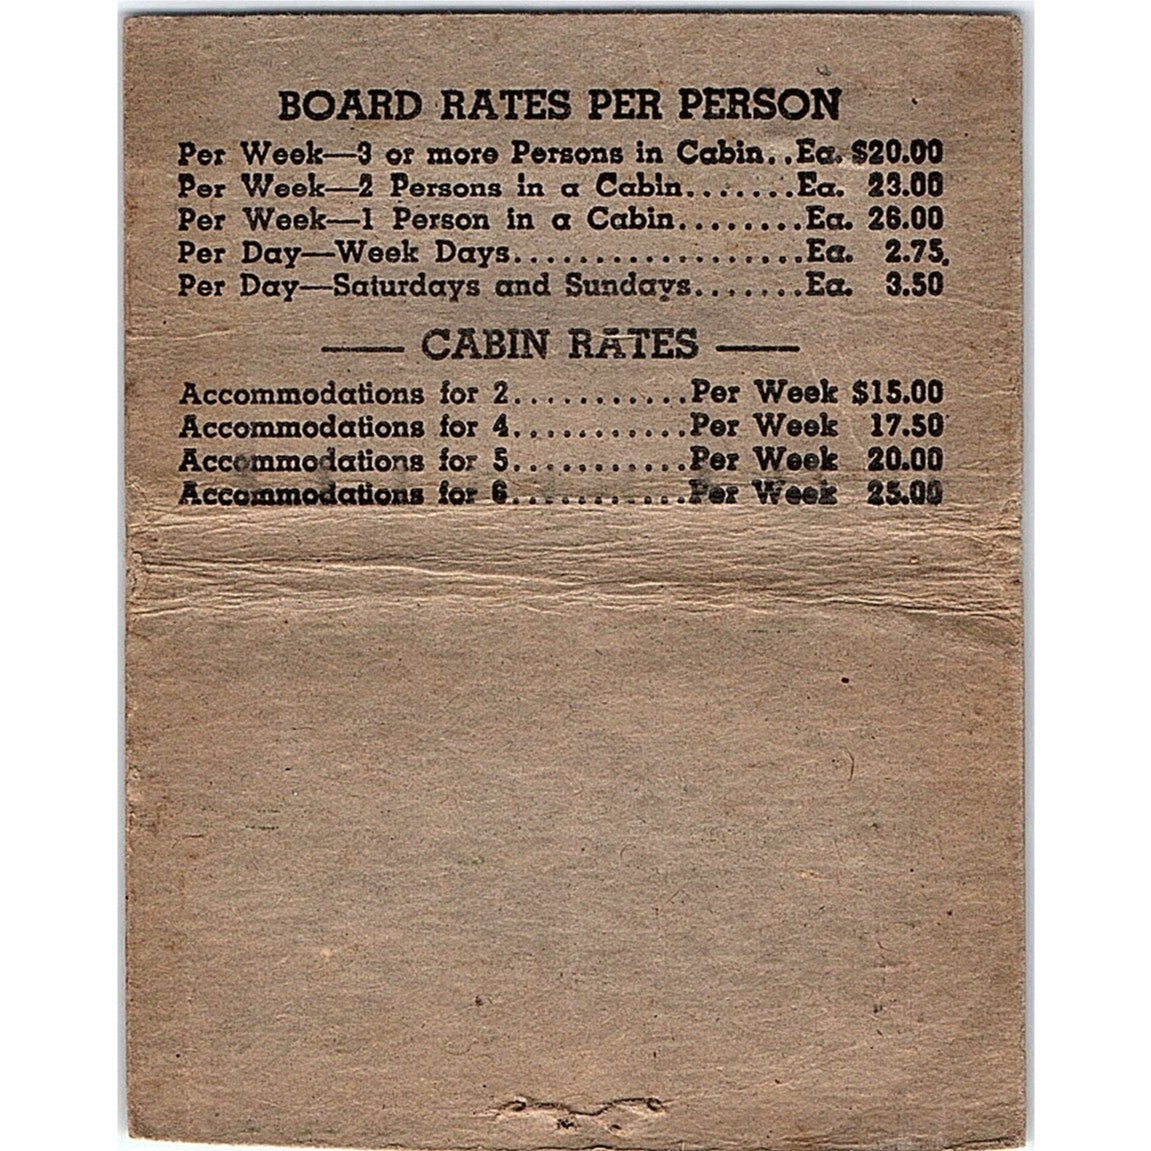 BOARD RATES PER PERSON
Per Week—3 or more Persons in Cabin..Ea. $20.00
Per Week—2 Persons in a Cabin.......Ea. 23.00
Per Week—1 Person in a Cabin........Ea. 26.00
Per Day—Week Days..................Ea. 2.75
Per Day—Saturdays and Sundays.......Ea. 3.50
CABIN RATES
Accommodations for 2...........Per Week $15.00
Accommodations for 4...........Per Week 17.50
Accommodations for 5...........Per Week 20.00
Accommodations for 6...........Per Week 25.00